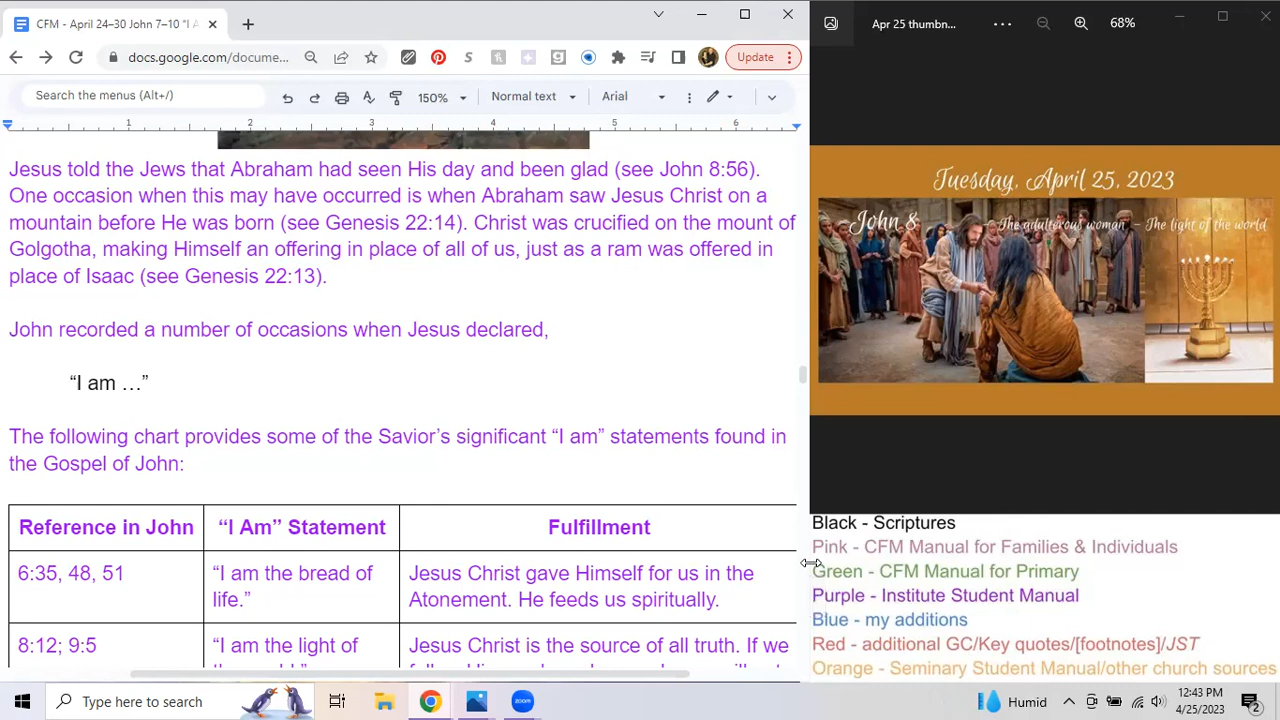 CFM - April 24–30 John 7–10 "I A
docs.google.com/docume...
Update
Search the menus (Alt+/)
150%
Normal text
Arial
1 2 3 4 5 6
Jesus told the Jews that Abraham had seen His day and been glad (see John 8:56).
One occasion when this may have occurred is when Abraham saw Jesus Christ on a
mountain before He was born (see Genesis 22:14). Christ was crucified on the mount of
Golgotha, making Himself an offering in place of all of us, just as a ram was offered in
place of Isaac (see Genesis 22:13).
John recorded a number of occasions when Jesus declared,
“I am …”
The following chart provides some of the Savior’s significant “I am” statements found in
the Gospel of John:
Reference in John “I Am” Statement Fulfillment
6:35, 48, 51 “I am the bread of Jesus Christ gave Himself for us in the
life.” Atonement. He feeds us spiritually.
8:12; 9:5 “I am the light of Jesus Christ is the source of all truth. If we
Apr 25 thumbn...
68%
Tuesday, April 25, 2023
John 8 The adulterous woman – The light of the world
Black - Scriptures
Pink - CFM Manual for Families & Individuals
Green - CFM Manual for Primary
Purple - Institute Student Manual
Blue - my additions
Red - additional GC/Key quotes/[footnotes]/JST
Orange - Seminary Student Manual/other church sources
Type here to search
zoom
Humid
12:43 PM
4/25/2023
2